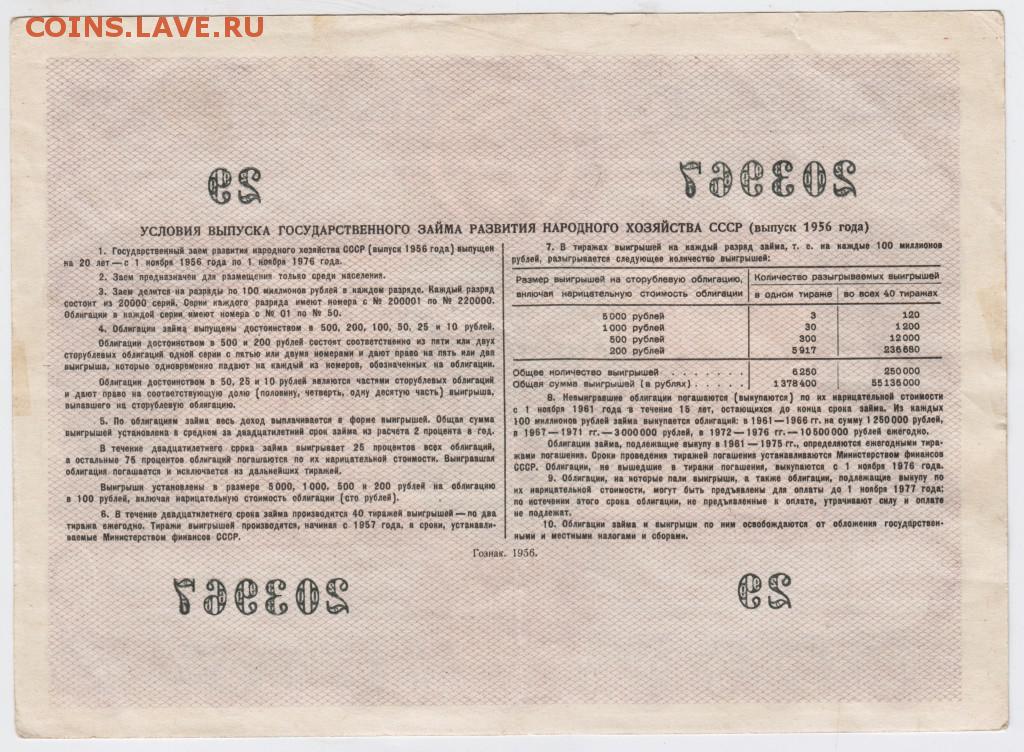 COINS.LAVE.RU
29 203967
УСЛОВИЯ ВЫПУСКА ГОСУДАРСТВЕННОГО ЗАЙМА РАЗВИТИЯ НАРОДНОГО ХОЗЯЙСТВА СССР (выпуск 1956 года)
1. Государственный заем развития народного хозяйства СССР (выпуск 1956 года) выпущен
на 20 лет — с 1 ноября 1956 года по 1 ноября 1976 года.
2. Заем предназначен для размещения только среди населения.
3. Заем делится на разряды по 100 миллионов рублей в каждом разряде. Каждый разряд
состоит из 20000 серий. Серии каждого разряда имеют номера с № 200001 по № 220000.
Облигации в каждой серии имеют номера с № 01 по № 50.
4. Облигации займа выпущены достоинством в 500, 200, 100, 50, 25 и 10 рублей.
Облигации достоинством в 500 и 200 рублей состоят соответственно из пяти или двух
сторублевых облигаций одной серии с пятью или двумя номерами и дают право на пять или два
выигрыша, которые одновременно падают на каждый из номеров, обозначенных на облигации.
Облигации достоинством в 50, 25 и 10 рублей являются частями сторублевых облигаций
и дают право на соответствующую долю (половину, четверть, одну десятую часть) выигрыша,
выпавшего на сторублевую облигацию.
5. По облигациям займа весь доход выплачивается в форме выигрышей. Общая сумма
выигрышей установлена в среднем за двадцатилетний срок займа из расчета 2 процента в год.
В течение двадцатилетнего срока займа выигрывает 25 процентов всех облигаций,
а остальные 75 процентов облигаций погашаются по их нарицательной стоимости. Выигравшая
облигация погашается и исключается из дальнейших тиражей.
Выигрыши установлены в размере 5000, 1000, 500 и 200 рублей на облигацию
в 100 рублей, включая нарицательную стоимость облигации (сто рублей).
6. В течение двадцатилетнего срока займа производится 40 тиражей выигрышей — по два
тиража ежегодно. Тиражи выигрышей производятся, начиная с 1957 года, в сроки, устанавли-
ваемые Министерством финансов СССР.
7. В тиражах выигрышей на каждый разряд займа, т. е. на каждые 100 миллионов
рублей, разыгрывается следующее количество выигрышей:
Размер выигрышей на сторублевую облигацию, Количество разыгрываемых выигрышей
включая нарицательную стоимость облигации в одном тираже во всех 40 тиражах
5 000 рублей 3 120
1 000 рублей 30 1 200
500 рублей 300 12 000
200 рублей 5 917 236 680
Общее количество выигрышей . . . . . . . . 6 250 250 000
Общая сумма выигрышей (в рублях) . . . . . . 1 378 400 55 136 000
8. Невыигравшие облигации погашаются (выкупаются) по их нарицательной стоимости
с 1 ноября 1961 года в течение 15 лет, остающихся до конца срока займа. Из каждых
100 миллионов рублей займа выкупается облигаций: в 1961—1966 гг. на сумму 1 250 000 рублей,
в 1967—1971 гг. — 3 000 000 рублей, в 1972—1976 гг. — 10 500 000 рублей ежегодно.
Облигации займа, подлежащие выкупу в 1961—1975 гг., определяются ежегодными тира-
жами погашения. Сроки проведения тиражей погашения устанавливаются Министерством финансов
СССР. Облигации, не вышедшие в тиражи погашения, выкупаются с 1 ноября 1976 года.
9. Облигации, на которые пали выигрыши, а также облигации, подлежащие выкупу по
их нарицательной стоимости, могут быть предъявлены для оплаты до 1 ноября 1977 года;
по истечении этого срока облигации, не предъявленные к оплате, утрачивают силу и оплате
не подлежат.
10. Облигации займа и выигрыши по ним освобождаются от обложения государствен-
ными и местными налогами и сборами.
Гознак. 1956.
203967 29